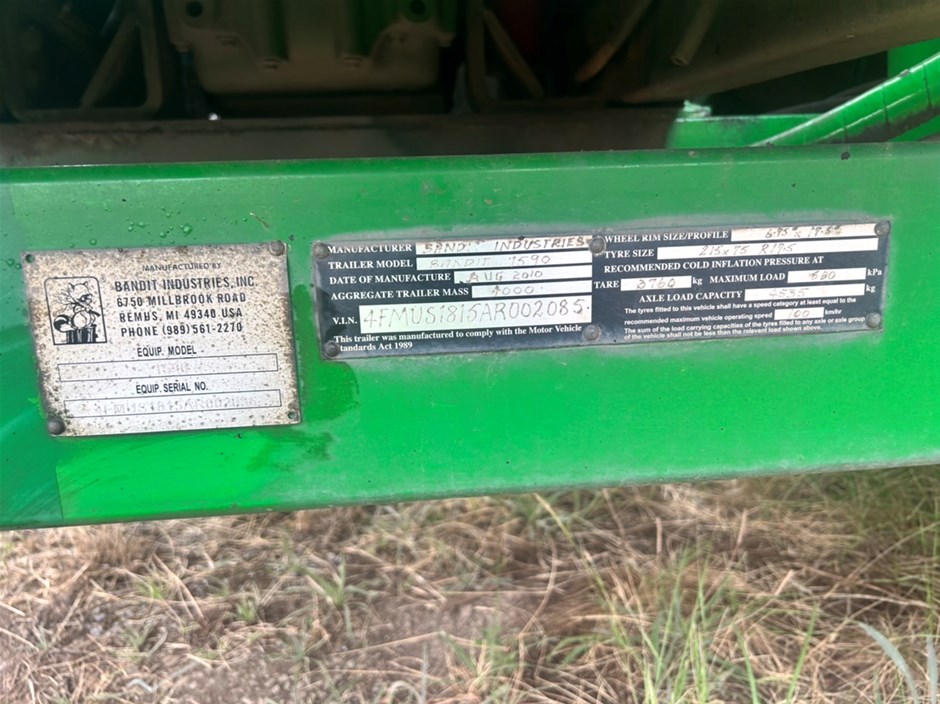 MANUFACTURED BY
BANDIT INDUSTRIES, INC.
6750 MILLBROOK ROAD
REMUS, MI 49340 USA
PHONE (989) 561-2270
EQUIP. MODEL
EQUIP. SERIAL NO.
MANUFACTURER BANDIT INDUSTRIES
TRAILER MODEL BANDIT 1590
DATE OF MANUFACTURE AUG 2010
AGGREGATE TRAILER MASS 4000
V.I.N. 4FMUS1815AR002085
This trailer was manufactured to comply with the Motor Vehicle
Standards Act 1989
WHEEL RIM SIZE/PROFILE
TYRE SIZE 215x75 R17.5
RECOMMENDED COLD INFLATION PRESSURE AT
TARE 3760 kg MAXIMUM LOAD kPa
AXLE LOAD CAPACITY kg
The tyres fitted to this vehicle shall have a speed category at least equal to the
recommended maximum vehicle operating speed 100 km/hr
The sum of the load carrying capacities of the tyres fitted to any axle or axle group
of the vehicle shall not be less than the relevant load shown above.